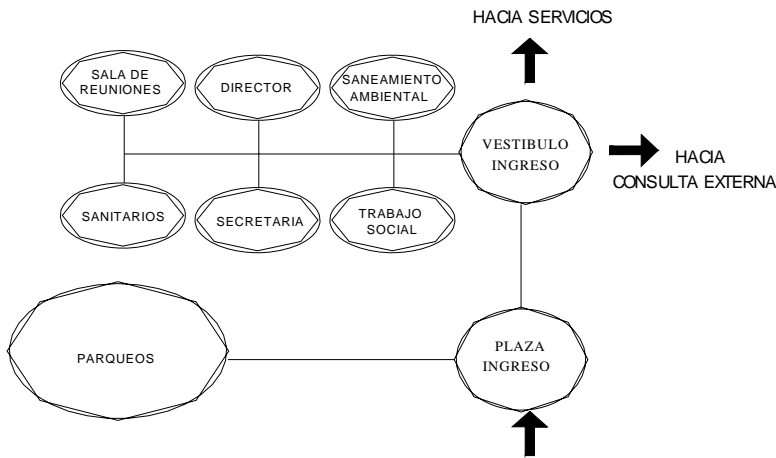 HACIA SERVICIOS
SALA DE
REUNIONES
DIRECTOR
SANEAMIENTO
AMBIENTAL
VESTIBULO
INGRESO
HACIA
CONSULTA EXTERNA
SANITARIOS
SECRETARIA
TRABAJO
SOCIAL
PARQUEOS
PLAZA
INGRESO